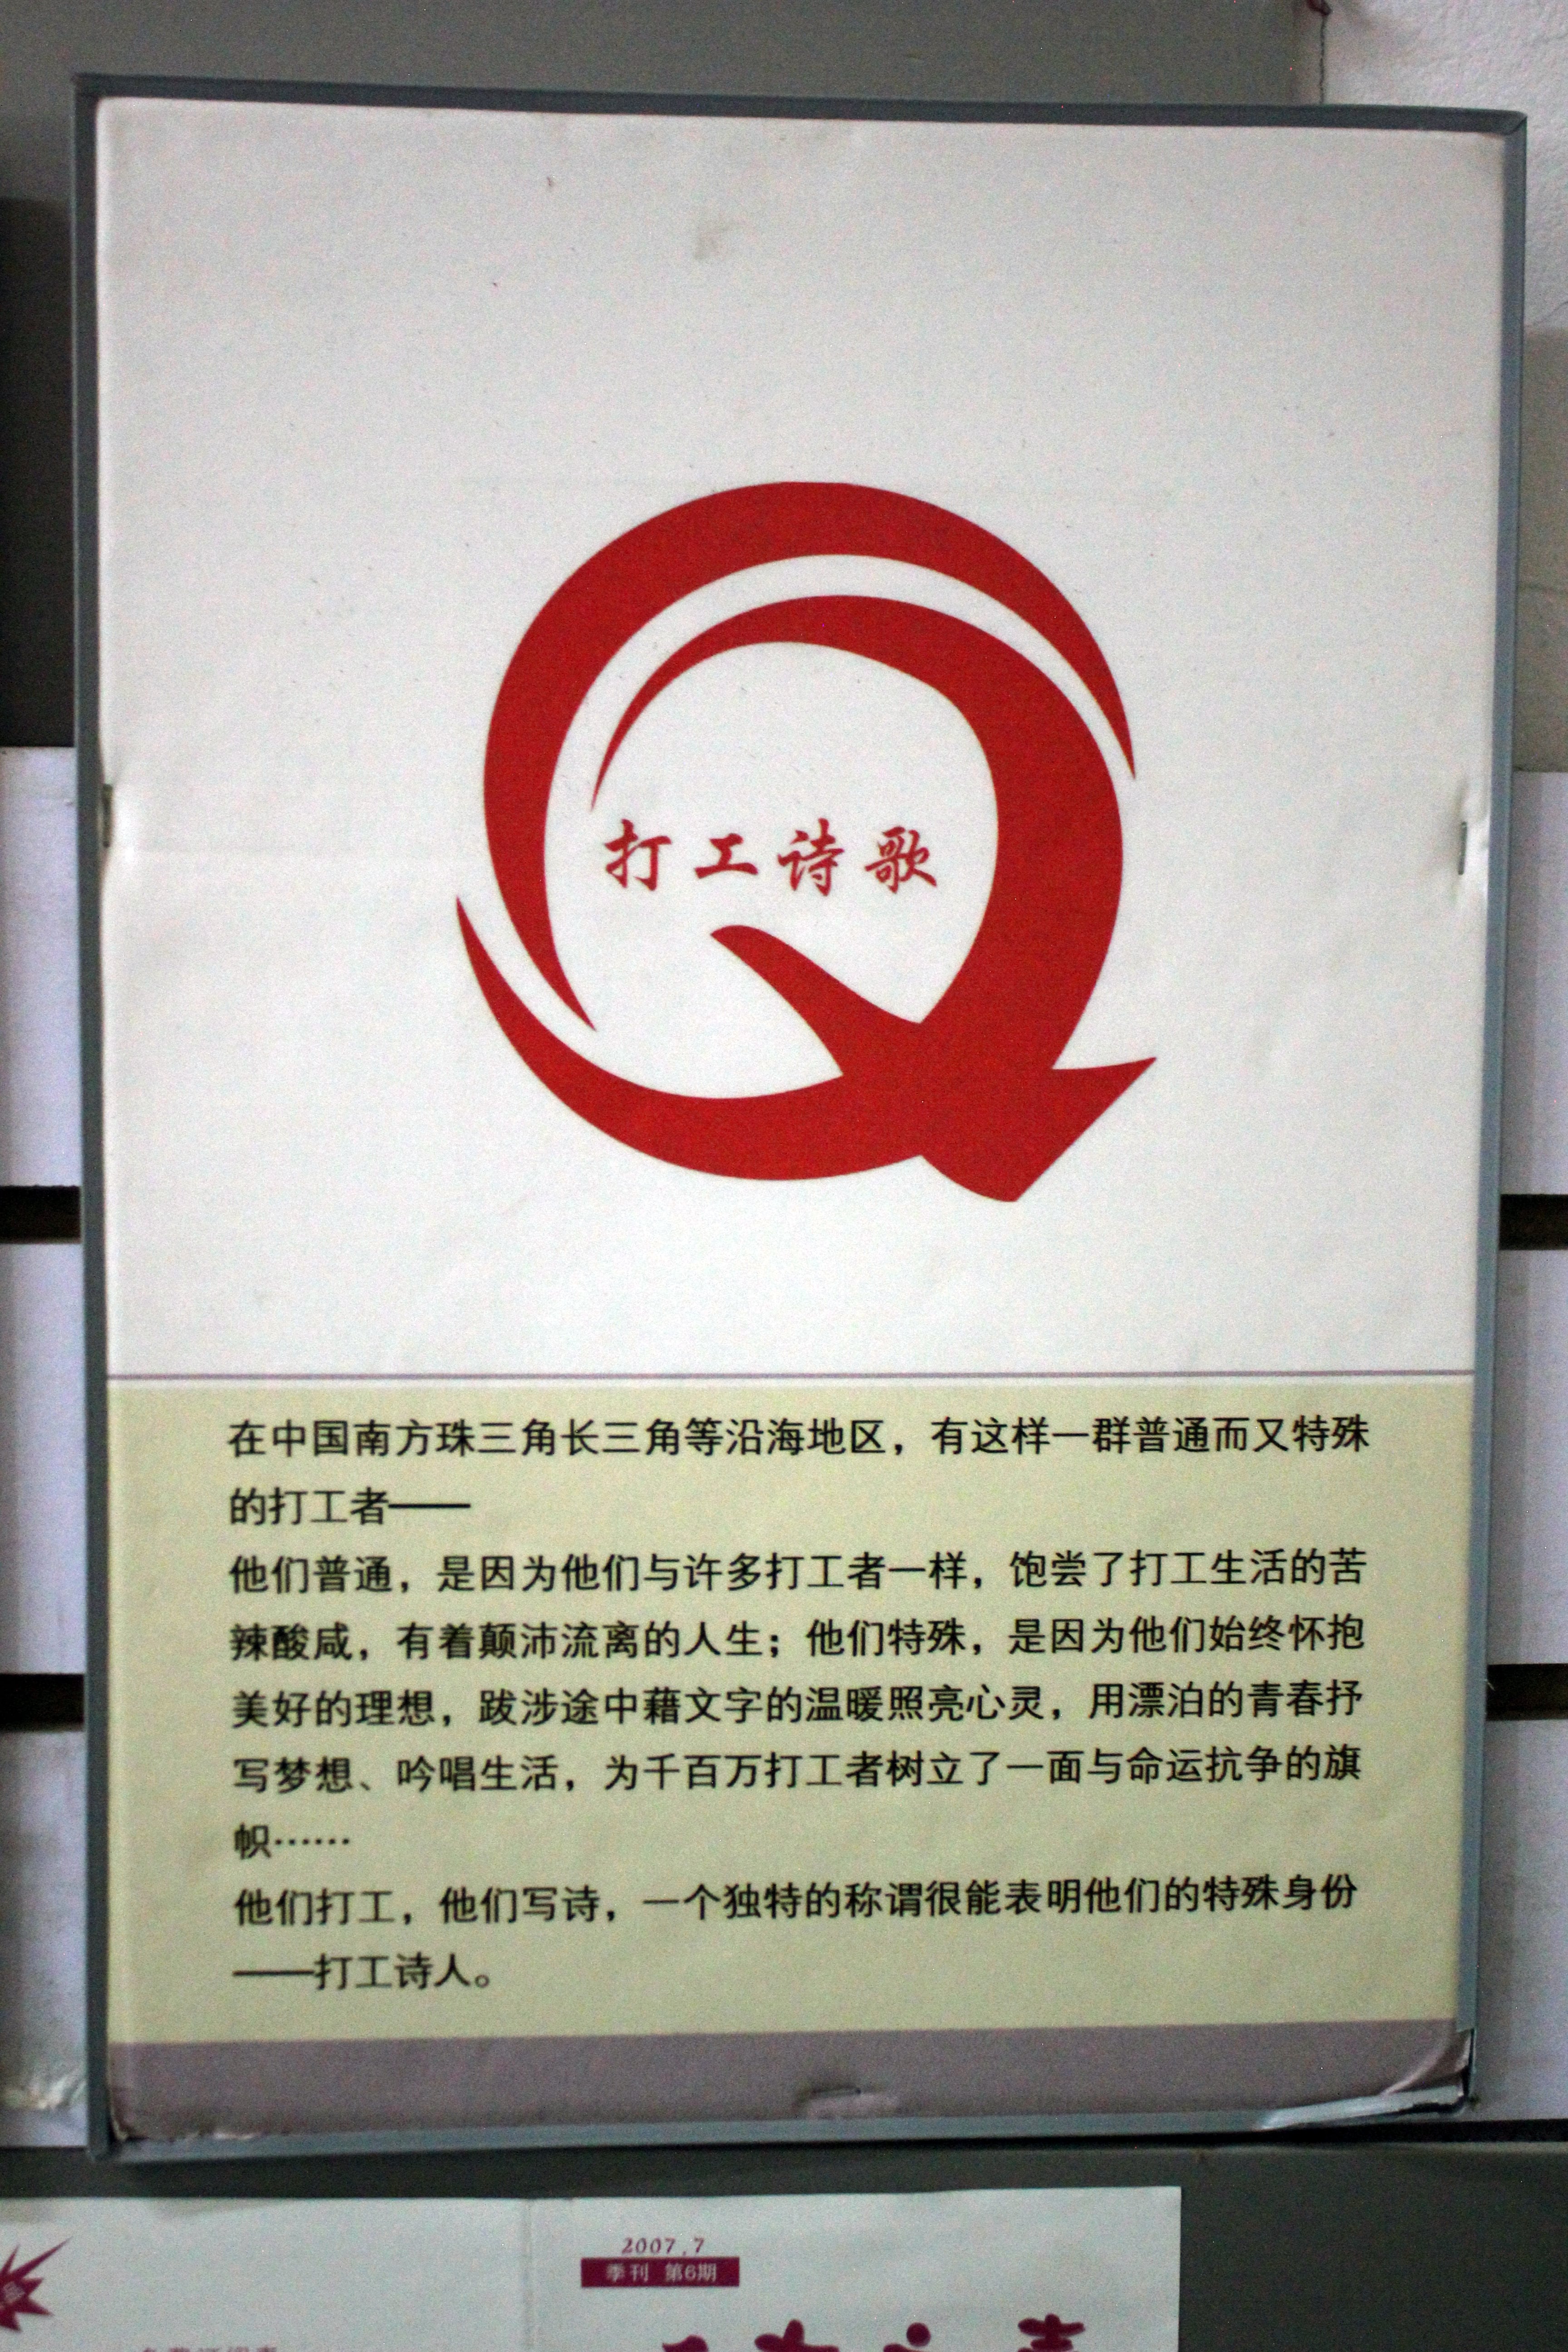 打工诗歌
在中国南方珠三角长三角等沿海地区，有这样一群普通而又特殊
的打工者——
他们普通，是因为他们与许多打工者一样，饱尝了打工生活的苦
辣酸咸，有着颠沛流离的人生；他们特殊，是因为他们始终怀抱
美好的理想，跋涉途中藉文字的温暖照亮心灵，用漂泊的青春抒
写梦想、吟唱生活，为千百万打工者树立了一面与命运抗争的旗
帜……
他们打工，他们写诗，一个独特的称谓很能表明他们的特殊身份
——打工诗人。
2007.7
季刊 第6期